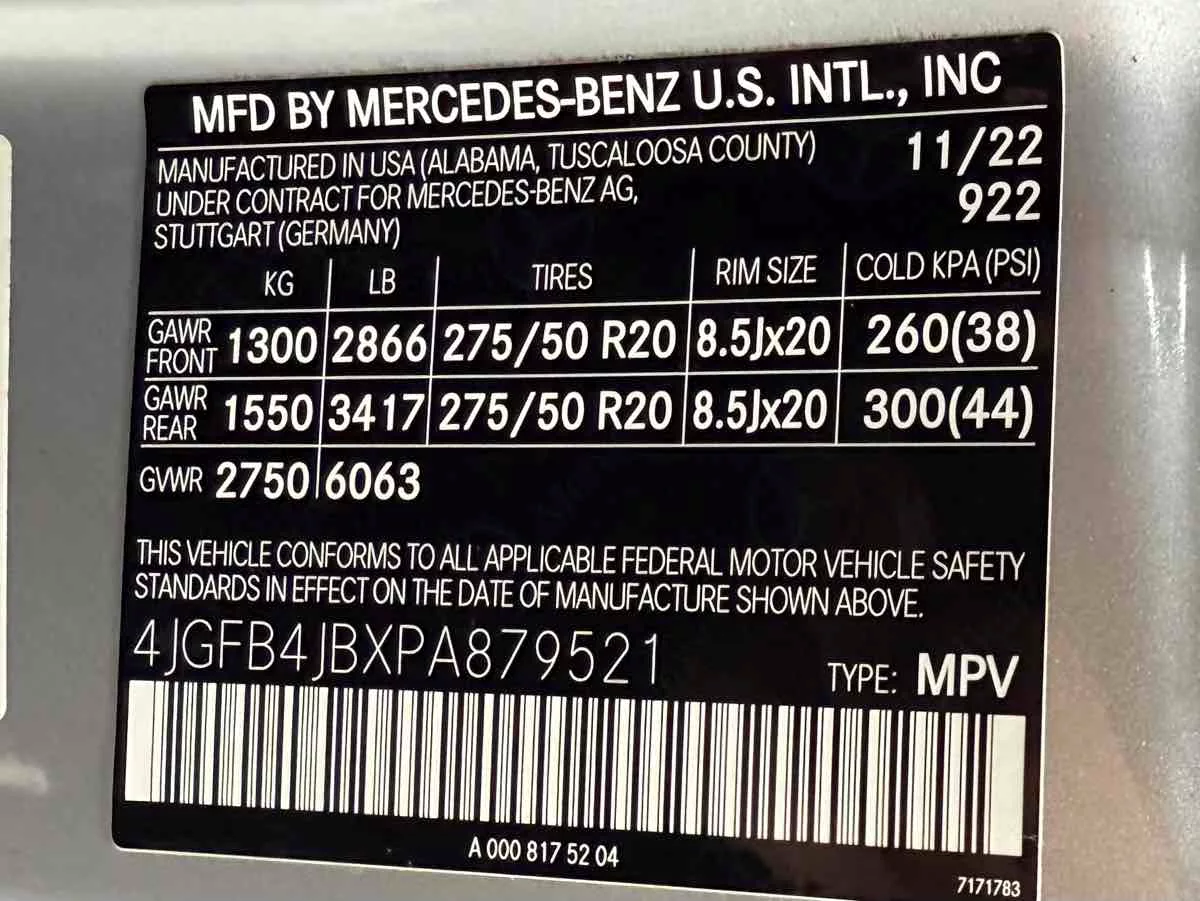 MFD BY MERCEDES-BENZ U.S. INTL., INC
MANUFACTURED IN USA (ALABAMA, TUSCALOOSA COUNTY) 11/22
UNDER CONTRACT FOR MERCEDES-BENZ AG, 922
STUTTGART (GERMANY)
KG LB TIRES RIM SIZE COLD KPA (PSI)
GAWR FRONT 1300 2866 275/50 R20 8.5Jx20 260(38)
GAWR REAR 1550 3417 275/50 R20 8.5Jx20 300(44)
GVWR 2750 6063
THIS VEHICLE CONFORMS TO ALL APPLICABLE FEDERAL MOTOR VEHICLE SAFETY
STANDARDS IN EFFECT ON THE DATE OF MANUFACTURE SHOWN ABOVE.
4JGFB4JBXPA879521 TYPE: MPV
A 000 817 52 04
7171783